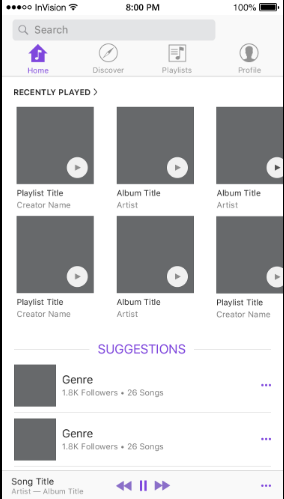 InVision 8:00 PM 100%
Search
Home Discover Playlists Profile
RECENTLY PLAYED >
Playlist Title Album Title Album Title
Creator Name Artist Artist
Playlist Title Album Title Playlist Title
Creator Name Artist Creator Name
SUGGESTIONS
Genre
1.8K Followers • 26 Songs
Genre
1.8K Followers • 26 Songs
Song Title
Artist — Album Title